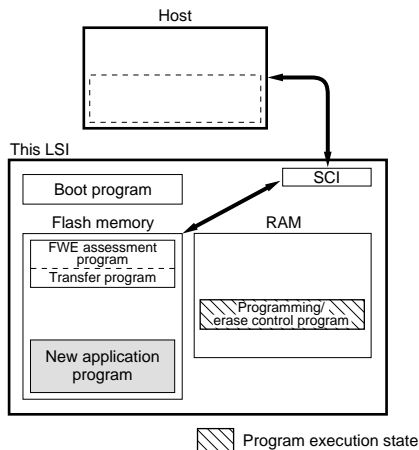 Host
This LSI
SCI
Boot program
Flash memory
RAM
FWE assessment
program
Transfer program
Programming/
erase control program
New application
program
Program execution state